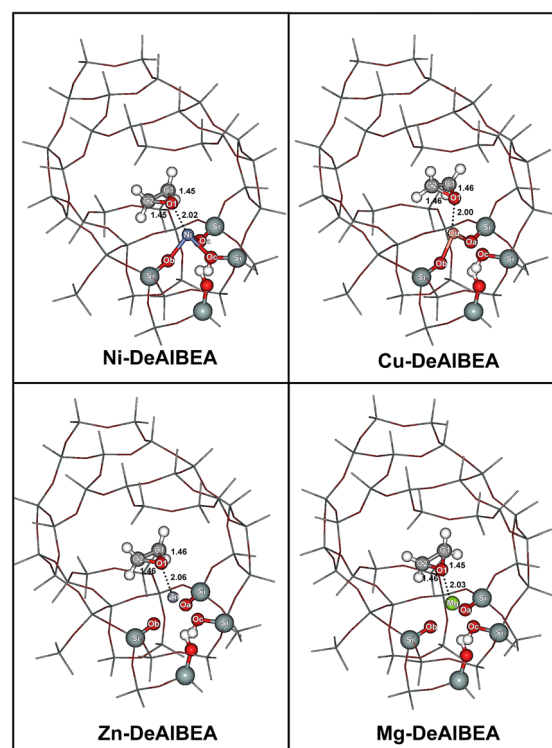 C1
1.45
C2
O1
1.45
2.02
Ni
Si
Oa
Ob
Oc
Si
Si
Ni-DeAlBEA
C1
1.46
C2
O1
1.46
2.00
Cu
Si
Oa
Oc
Ob
Si
Si
Cu-DeAlBEA
C1
1.46
C2
O1
1.46
2.06
Zn
Si
Oa
Ob
Oc
Si
Si
Zn-DeAlBEA
C1
1.45
C2
O1
1.46
2.03
Mg
Si
Oa
Ob
Oc
Si
Si
Mg-DeAlBEA